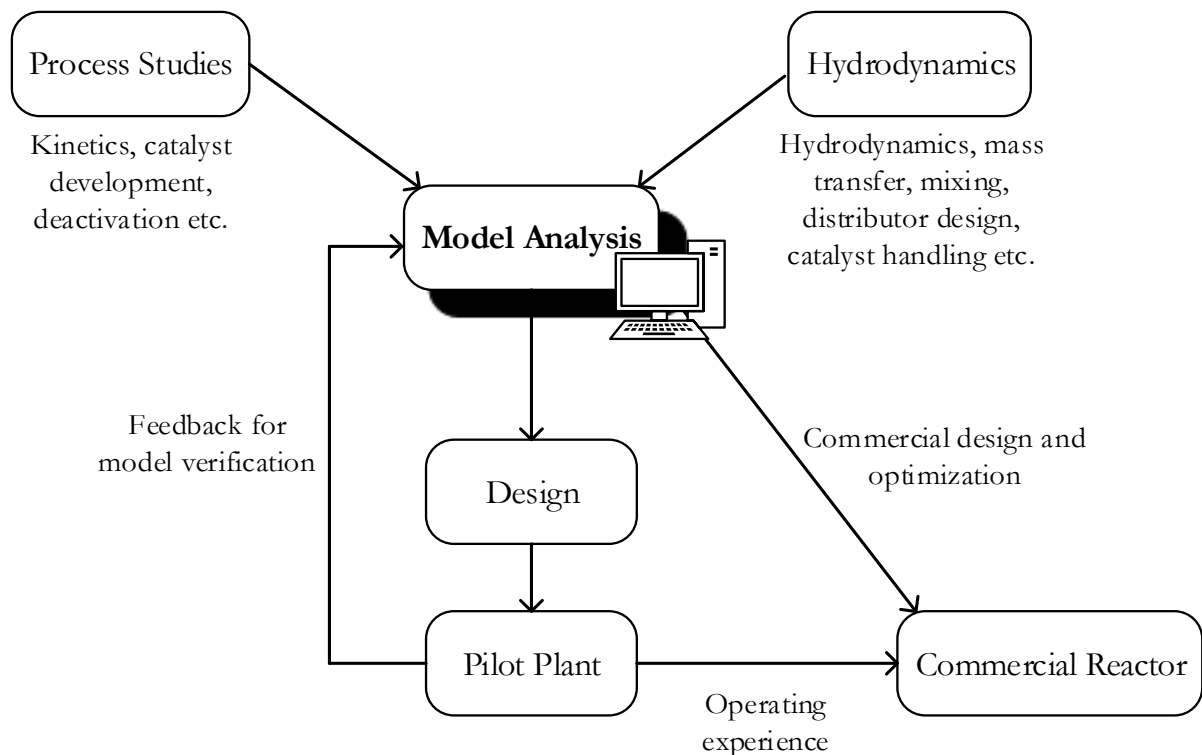 Process Studies
Hydrodynamics
Kinetics, catalyst
development,
deactivation etc.
Hydrodynamics, mass
transfer, mixing,
distributor design,
catalyst handling etc.
Model Analysis
Feedback for
model verification
Commercial design and
optimization
Design
Pilot Plant
Commercial Reactor
Operating
experience